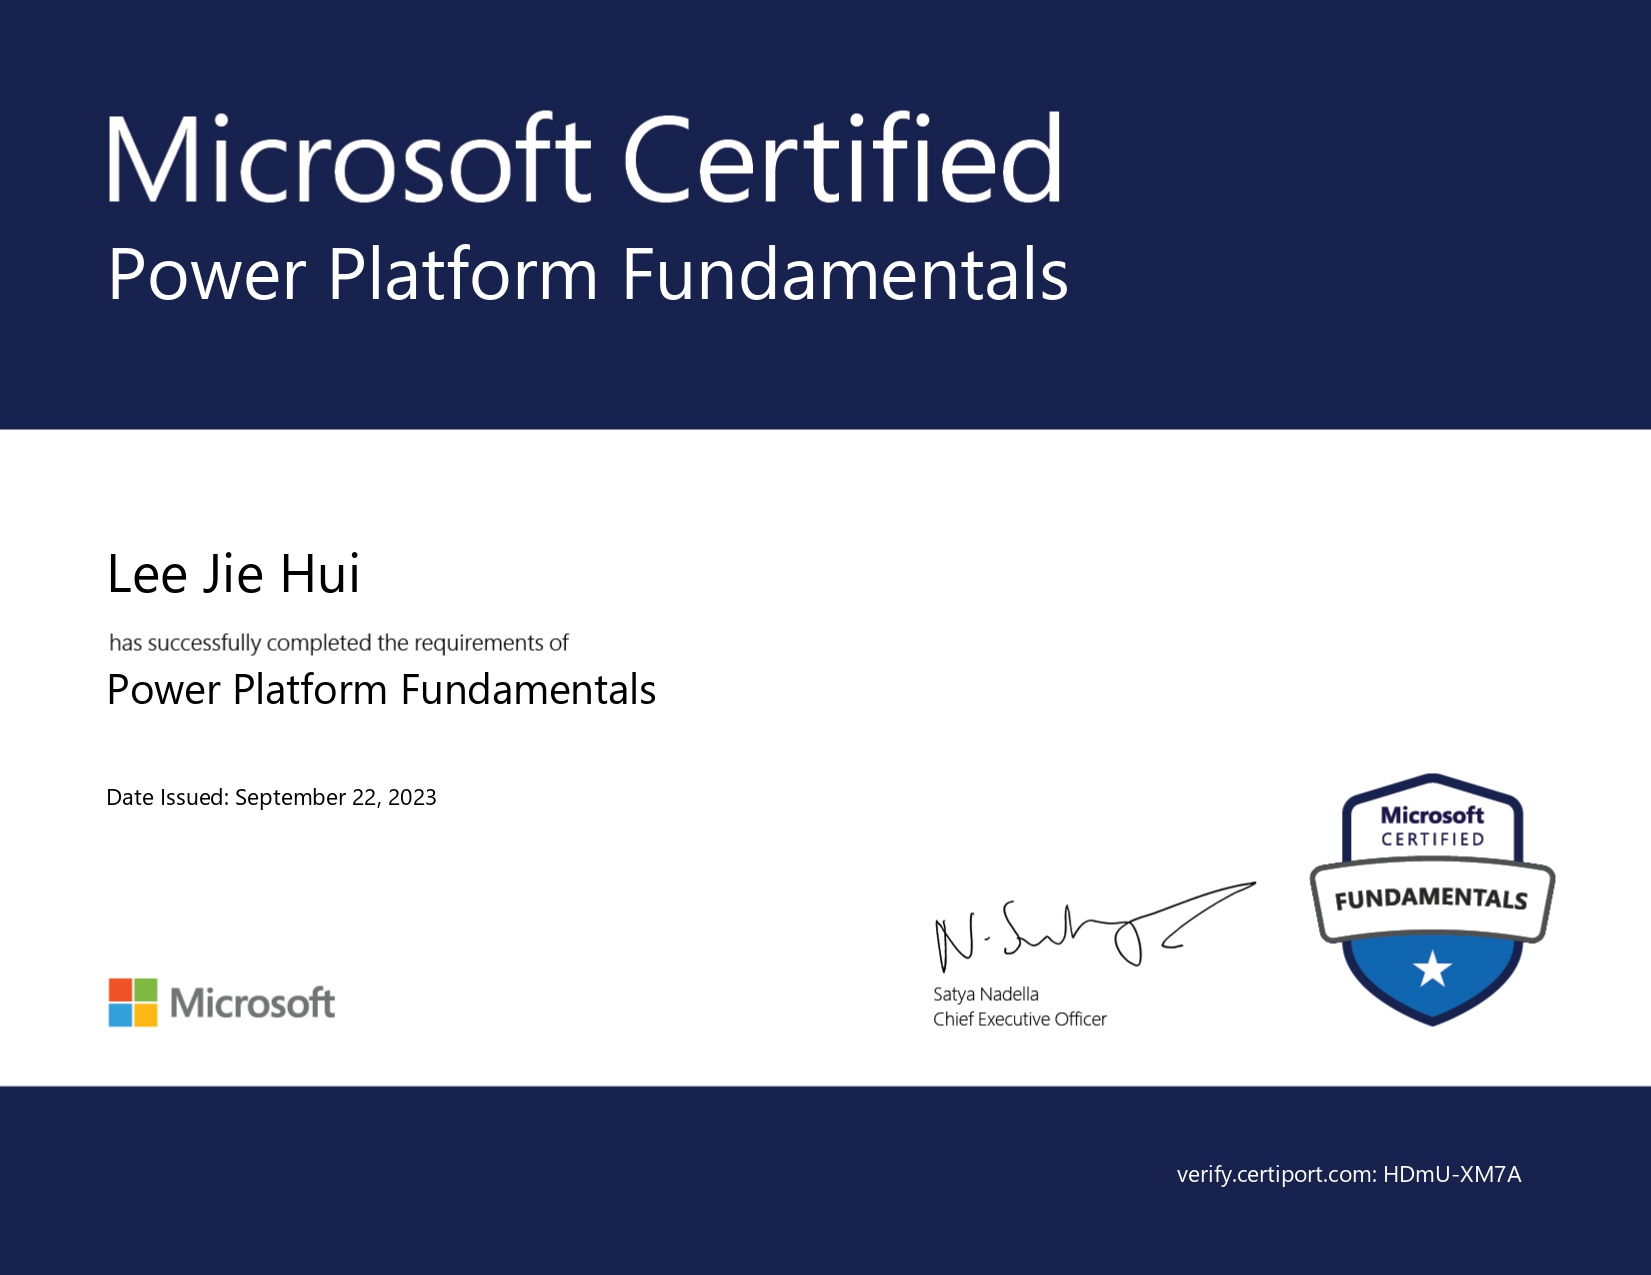 Microsoft Certified
Power Platform Fundamentals
Lee Jie Hui
has successfully completed the requirements of
Power Platform Fundamentals
Date Issued: September 22, 2023
Microsoft
CERTIFIED
FUNDAMENTALS
Satya Nadella
Chief Executive Officer
Microsoft
verify.certiport.com: HDmU-XM7A